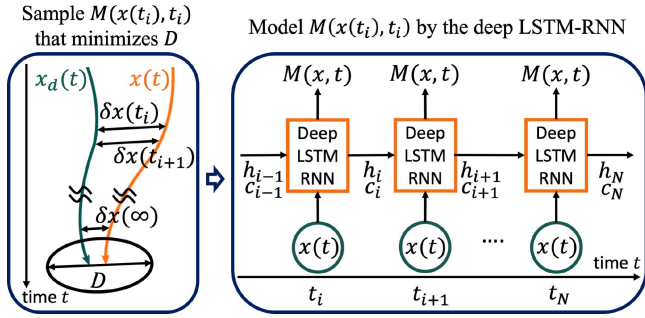 Sample M(x(t_i), t_i)
that minimizes D
x_d(t)
x(t)
δx(t_i)
δx(t_{i+1})
δx(∞)
D
time t
Model M(x(t_i), t_i) by the deep LSTM-RNN
M(x, t)
M(x, t)
M(x, t)
Deep
LSTM
RNN
Deep
LSTM
RNN
Deep
LSTM
RNN
h_{i-1}
c_{i-1}
h_i
c_i
h_{i+1}
c_{i+1}
h_N
c_N
x(t)
x(t)
....
x(t)
time t
t_i
t_{i+1}
t_N